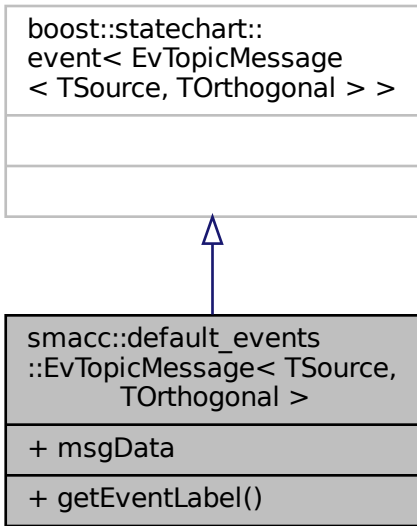 boost::statechart::
event< EvTopicMessage
< TSource, TOrthogonal > >
smacc::default_events
::EvTopicMessage< TSource,
TOrthogonal >
+ msgData
+ getEventLabel()